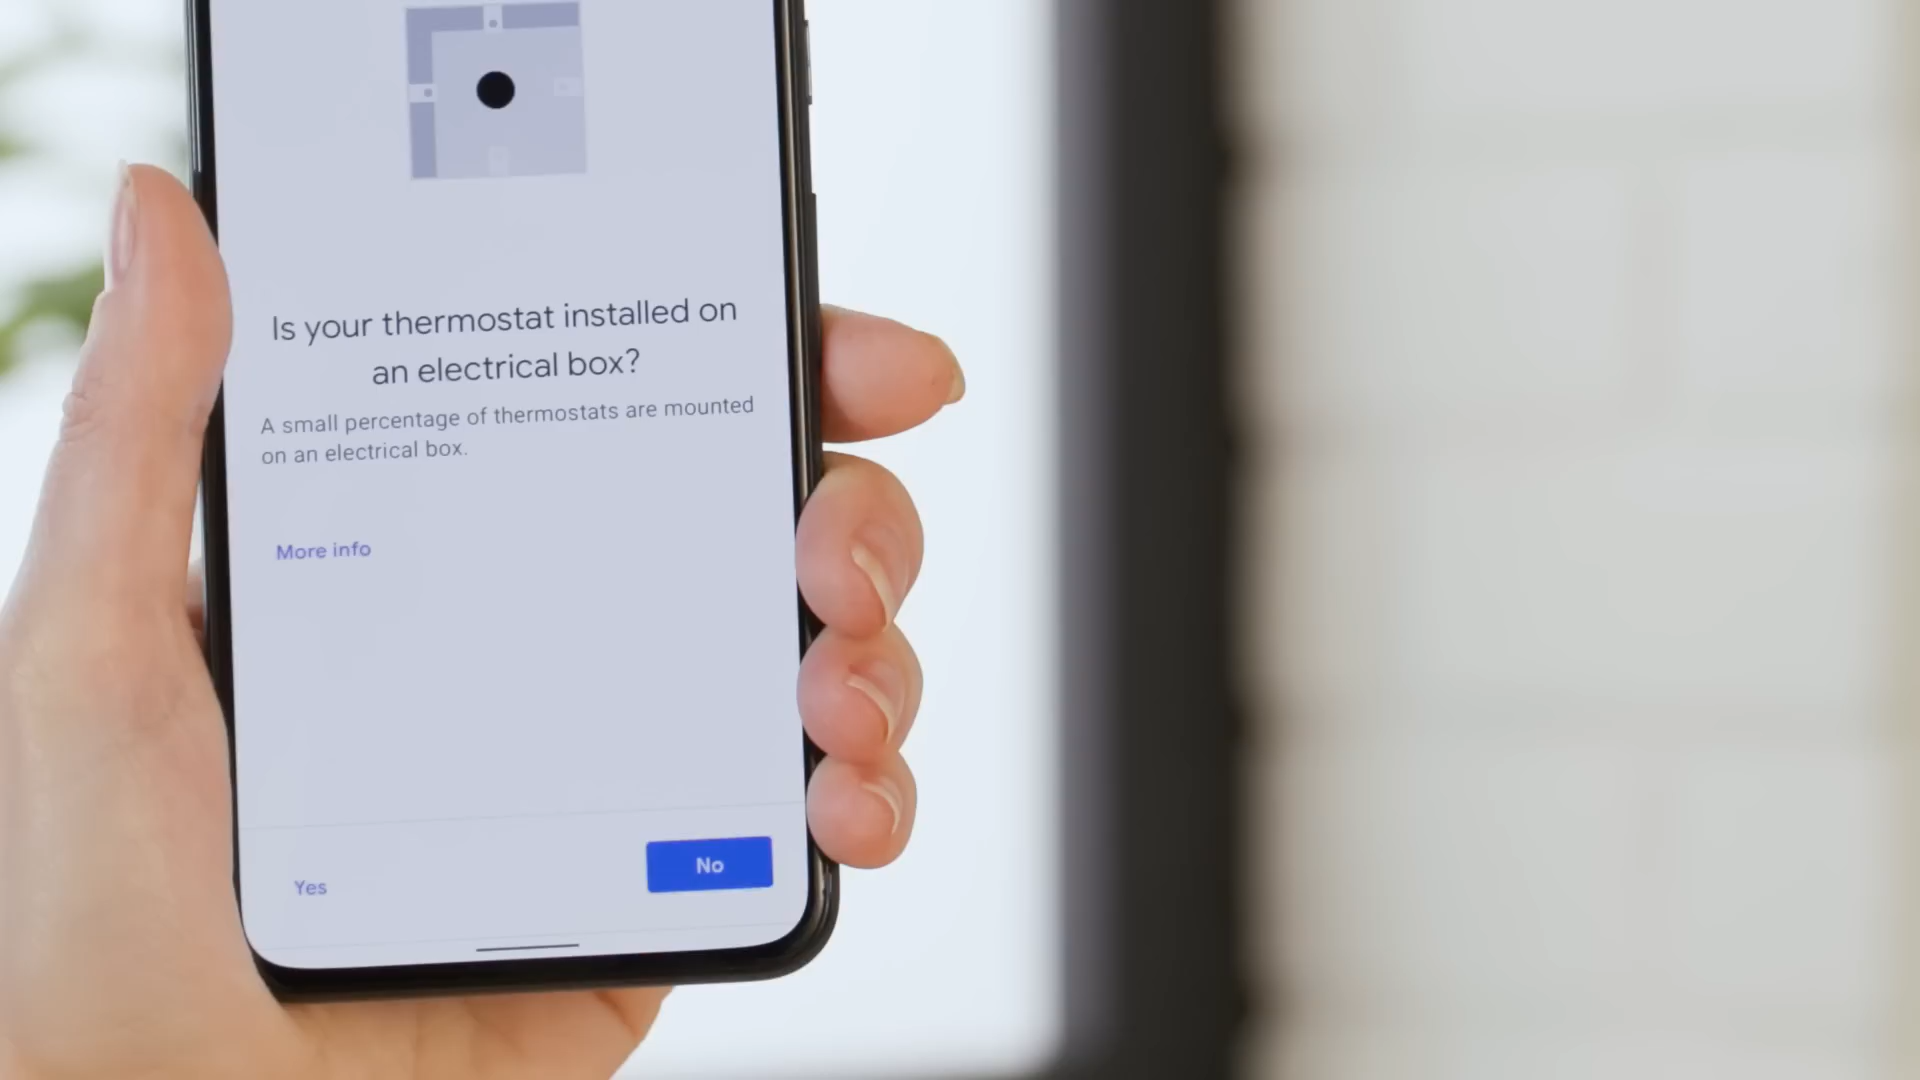 Is your thermostat installed on
an electrical box?
A small percentage of thermostats are mounted
on an electrical box.
More info
Yes
No